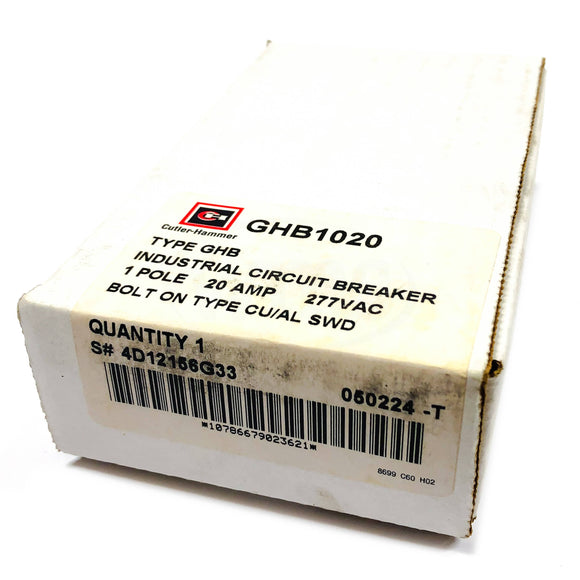 Cutler-Hammer
GHB1020
TYPE GHB
INDUSTRIAL CIRCUIT BREAKER
1 POLE 20 AMP 277VAC
BOLT ON TYPE CU/AL SWD
QUANTITY 1
S# 4D12156G33
050224 -T
*10786679023621*
8699 C60 H02